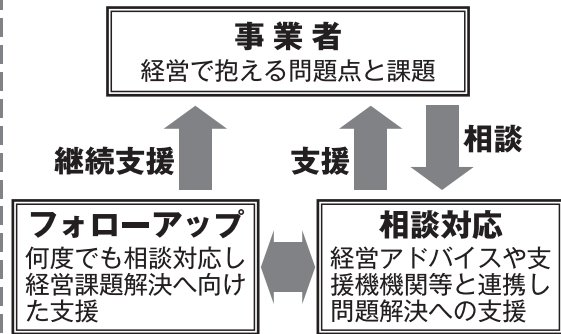 事業者
経営で抱える問題点と課題
継続支援
支援
相談
フォローアップ
何度でも相談対応し
経営課題解決へ向け
た支援
相談対応
経営アドバイスや支
援機機関等と連携し
問題解決への支援